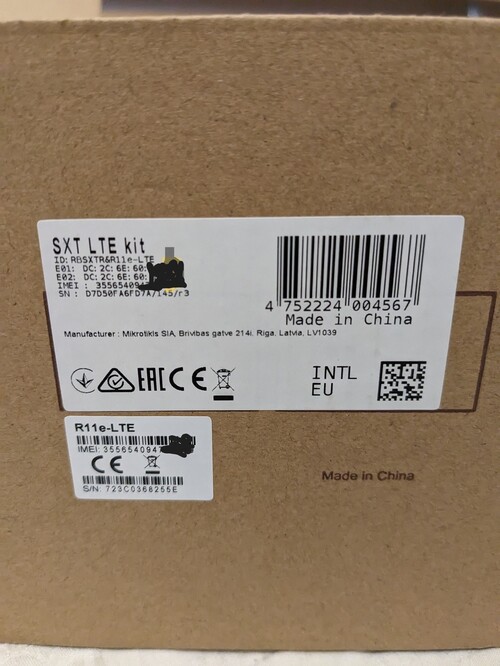 SXT LTE kit
ID: RBSXTR&R11e-LTE
E01: DC: 2C: 6E: 60:
E02: DC: 2C: 6E: 60:
IMEI : 355654094
SN : D7D50FA6FD7A/145/r3
4 752224 004567
Made in China
Manufacturer : Mikrotikls SIA, Brivibas gatve 214i, Riga, Latvia, LV1039
EAC CE
INTL
EU
R11e-LTE
IMEI: 3556540947
CE
S/N: 723C0366255E
Made in China